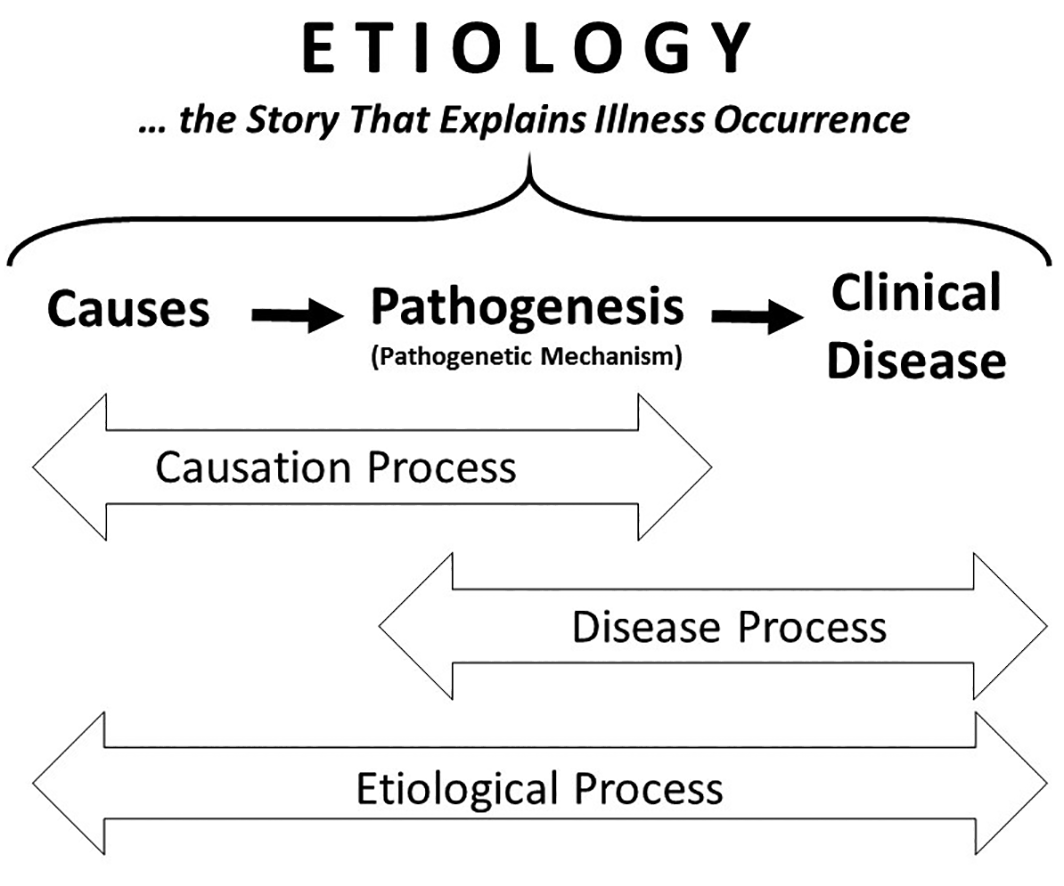 ETIOLOGY
... the Story That Explains Illness Occurrence
Causes
Pathogenesis
(Pathogenetic Mechanism)
Clinical
Disease
Causation Process
Disease Process
Etiological Process